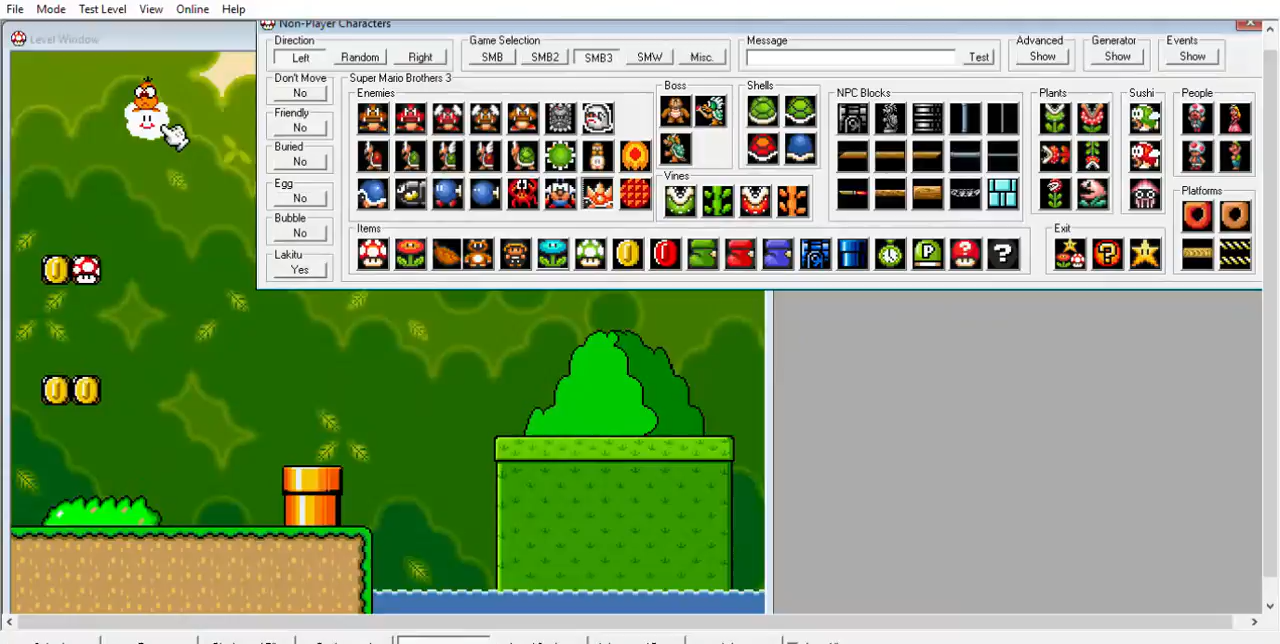 File Mode Test Level View Online Help
Non-Player Characters
Level Window
Direction
Left Random Right
Game Selection
SMB SMB2 SMB3 SMW Misc.
Message
Test
Advanced
Show
Generator
Show
Events
Show
Don't Move
No
Friendly
No
Buried
No
Egg
No
Bubble
No
Lakitu
Yes
Super Mario Brothers 3
Enemies
Boss
Shells
Vines
NPC Blocks
Plants
Sushi
People
Platforms
Items
P
?
Exit